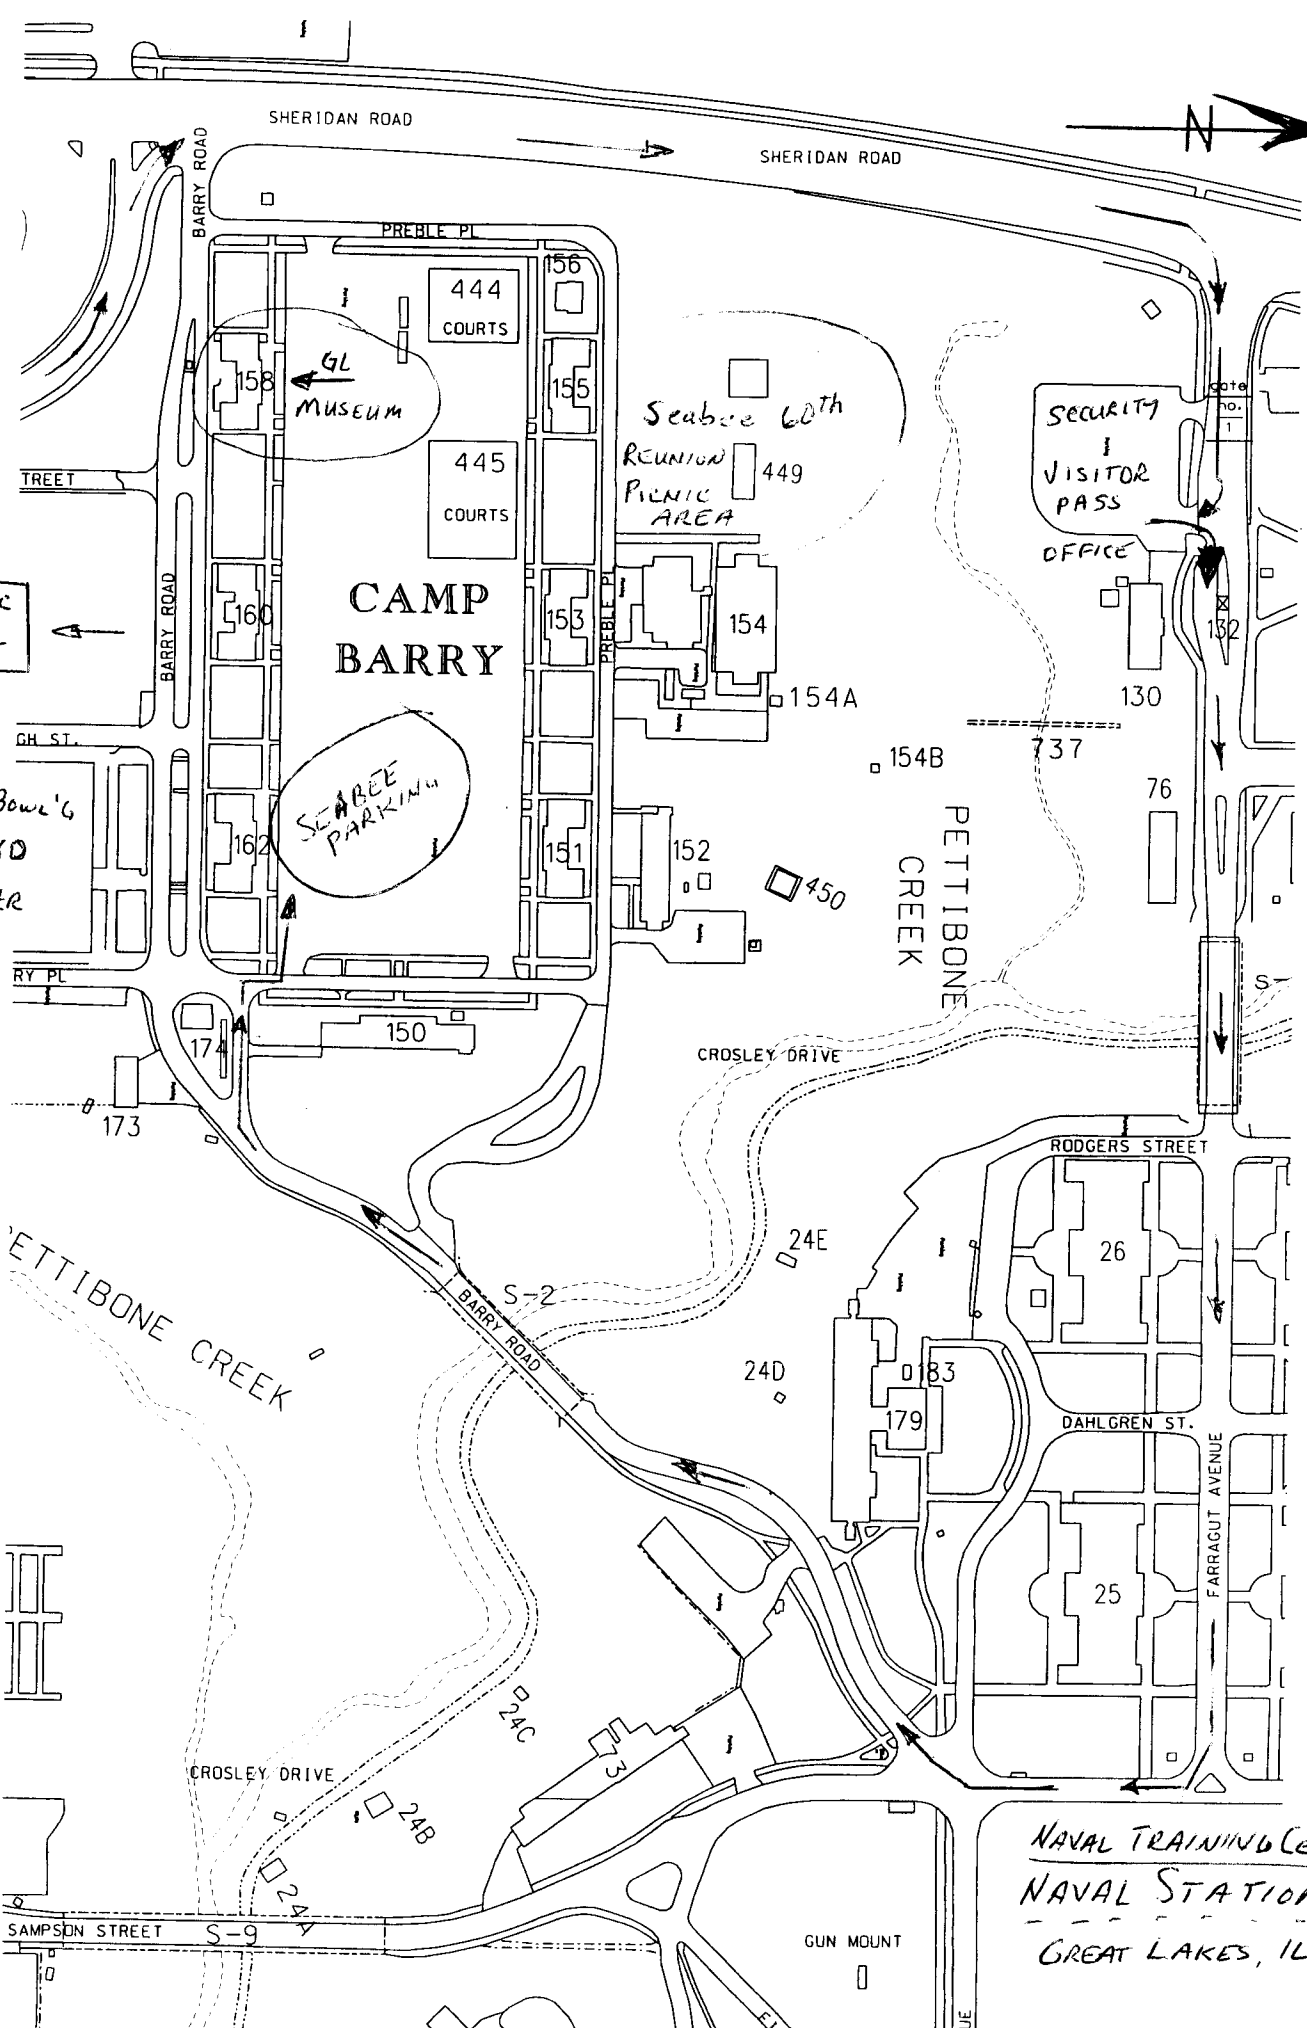 SHERIDAN ROAD
SHERIDAN ROAD
N
BARRY ROAD
PREBLE PL
156
444
COURTS
158
GL
MUSEUM
155
Seabee 60th
REUNION
PICNIC
AREA
449
445
COURTS
gate
no.
1
SECURITY
VISITOR
PASS
OFFICE
TREET
BARRY ROAD
160
CAMP
BARRY
153
PREBLE PL
154
132
130
154A
737
154B
76
GH ST.
SEABEE
PARKING
162
151
152
450
PETTIBONE
CREEK
RY PL
S-
174
150
CROSLEY DRIVE
173
RODGERS STREET
24E
26
ETTIBONE CREEK
S-2
BARRY ROAD
24D
183
179
DAHLGREN ST.
FARRAGUT AVENUE
25
24C
73
CROSLEY DRIVE
24B
24A
NAVAL TRAINING CE
NAVAL STATION
GREAT LAKES, IL
SAMPSON STREET
S-9
GUN MOUNT
UE